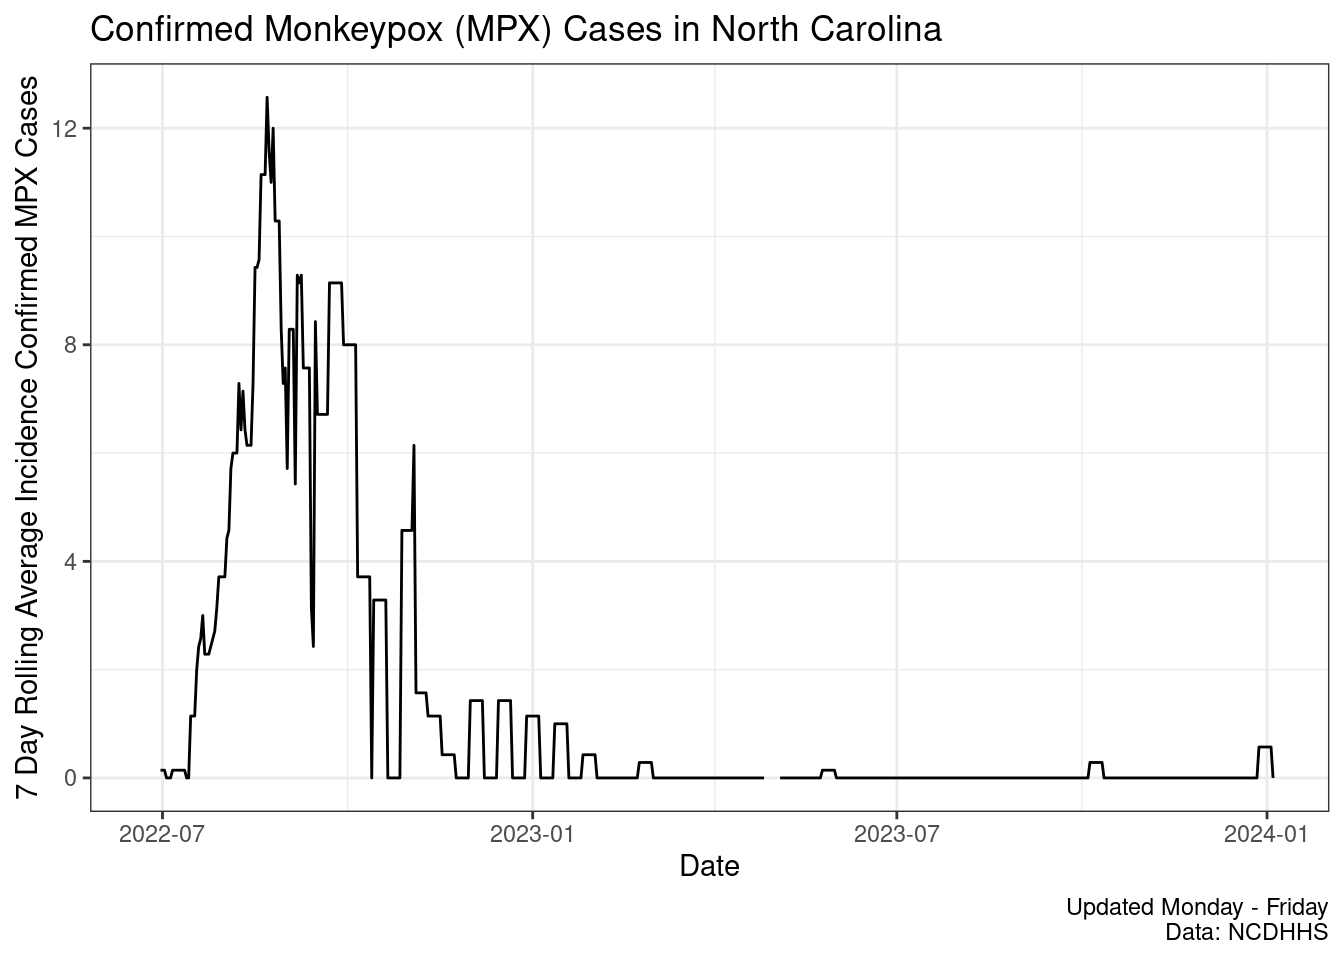 Confirmed Monkeypox (MPX) Cases in North Carolina
7 Day Rolling Average Incidence Confirmed MPX Cases
12
8
4
0
2022-07
2023-01
2023-07
2024-01
Date
Updated Monday - Friday
Data: NCDHHS